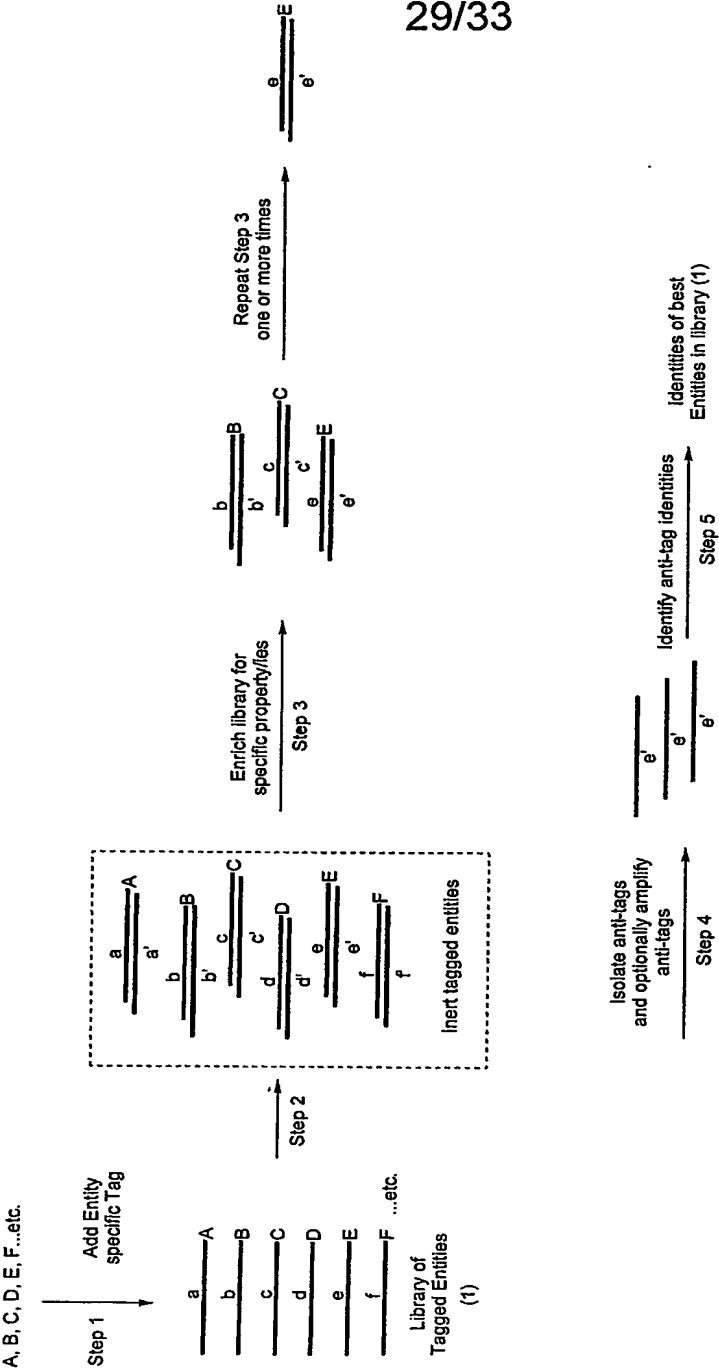 29/33
A, B, C, D, E, F...etc.
Step 1
Add Entity
specific Tag
a
A
b
B
c
C
d
D
e
E
f
F
...etc.
Library of
Tagged Entities
(1)
Step 2
a
A
a'
b
B
b'
c
C
c'
d
D
d'
e
E
e'
f
F
f'
Inert tagged entities
Enrich library for
specific property/ies
Step 3
b
B
b'
c
C
c'
e
E
e'
Repeat Step 3
one or more times
e
E
e'
Isolate anti-tags
and optionally amplify
anti-tags
Step 4
e'
e'
e'
Identify anti-tag identities
Step 5
Identities of best
Entities in library (1)